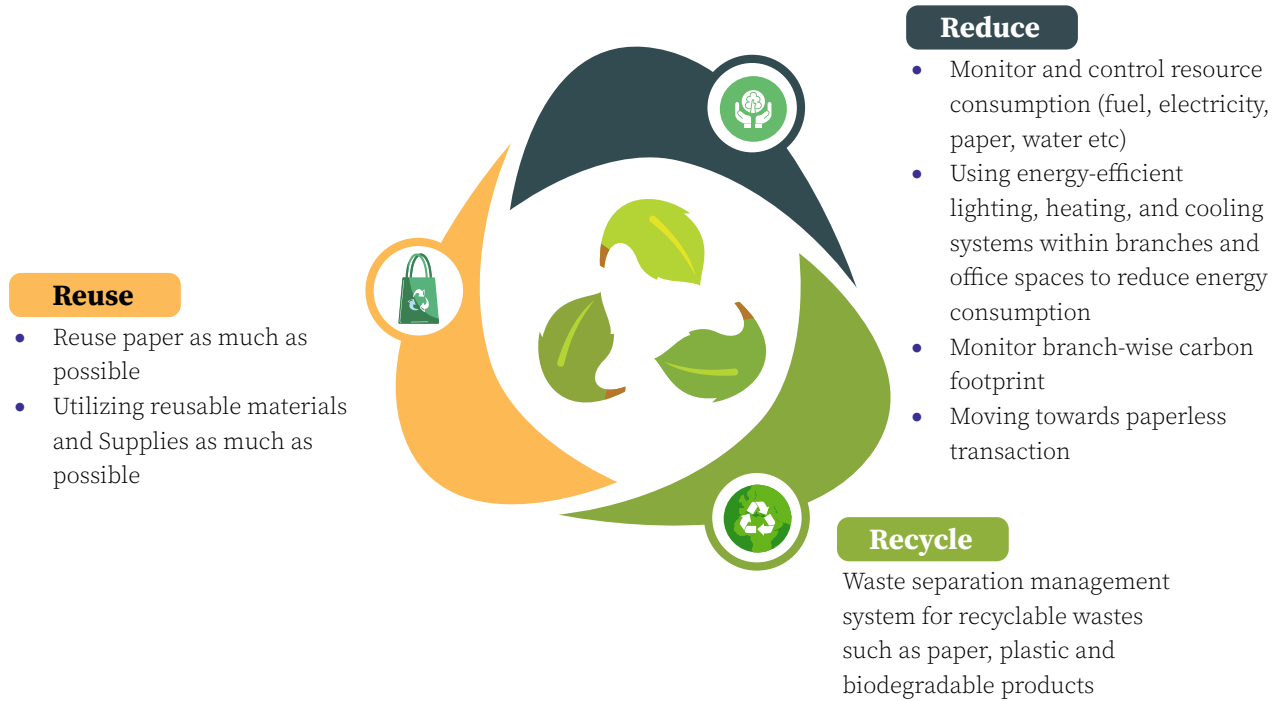 Reduce
• Monitor and control resource
consumption (fuel, electricity,
paper, water etc)
• Using energy-efficient
lighting, heating, and cooling
systems within branches and
office spaces to reduce energy
consumption
• Monitor branch-wise carbon
footprint
• Moving towards paperless
transaction
Reuse
• Reuse paper as much as
possible
• Utilizing reusable materials
and Supplies as much as
possible
Recycle
Waste separation management
system for recyclable wastes
such as paper, plastic and
biodegradable products